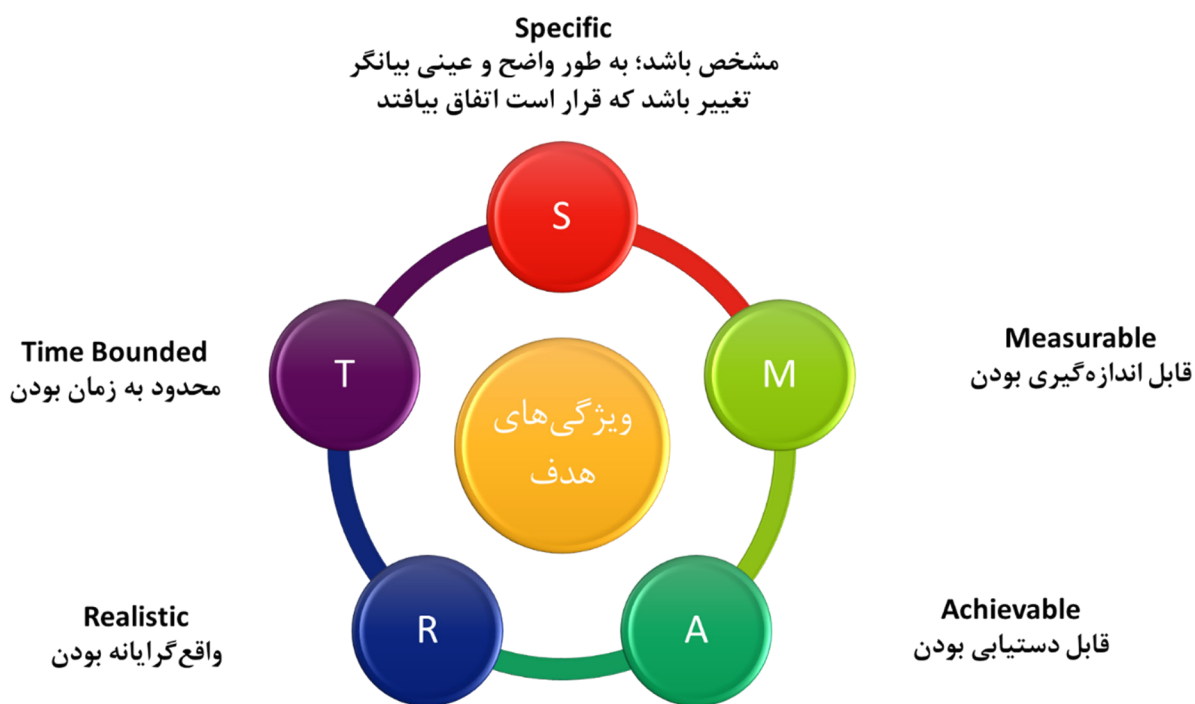 Specific
مشخص باشد؛ به طور واضح و عینی بیانگر
تغییر باشد که قرار است اتفاق بیافتد
S
M
Measurable
قابل اندازه‌گیری بودن
A
Achievable
قابل دستیابی بودن
R
Realistic
واقع‌گرایانه بودن
T
Time Bounded
محدود به زمان بودن
ویژگی‌های
هدف